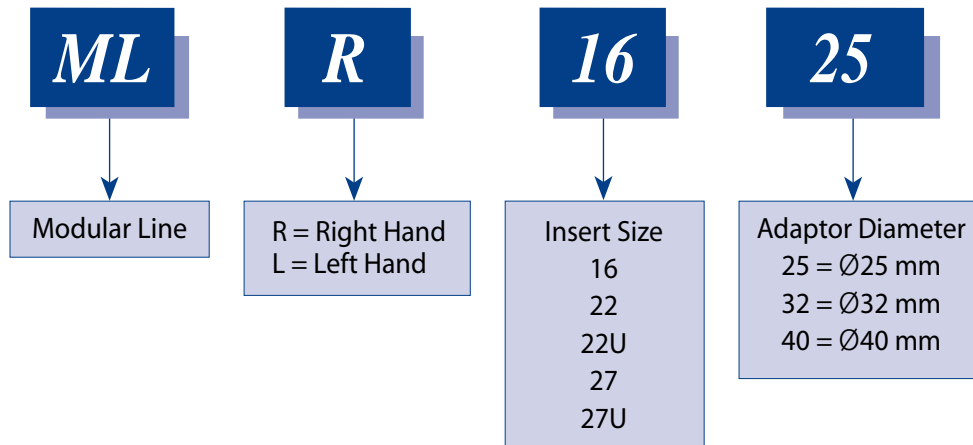 ML R 16 25
Modular Line
R = Right Hand
L = Left Hand
Insert Size
16
22
22U
27
27U
Adaptor Diameter
25 = Ø25 mm
32 = Ø32 mm
40 = Ø40 mm